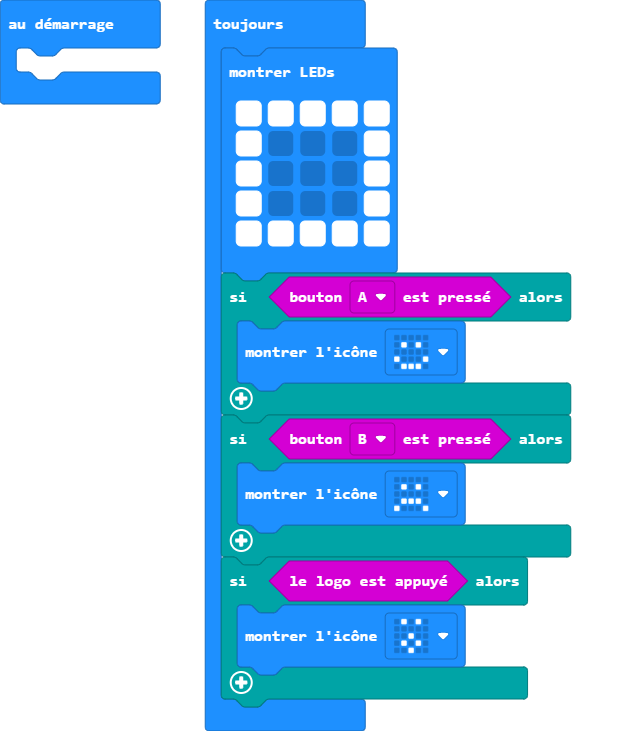 au démarrage
toujours
montrer LEDs
si bouton A est pressé alors
montrer l'icône
si bouton B est pressé alors
montrer l'icône
si le logo est appuyé alors
montrer l'icône